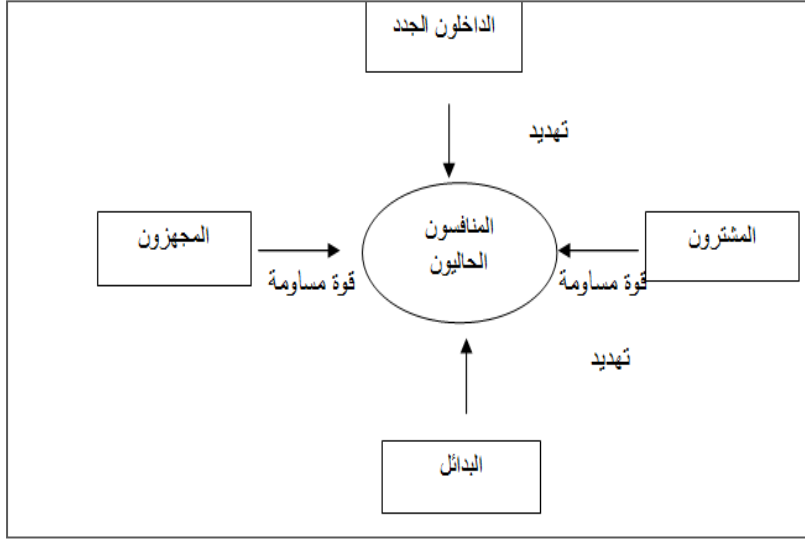 الداخلون الجدد
تهديد
المنافسون
الحاليون
المشترون
المجهزون
قوة مساومة
قوة مساومة
تهديد
البدائل